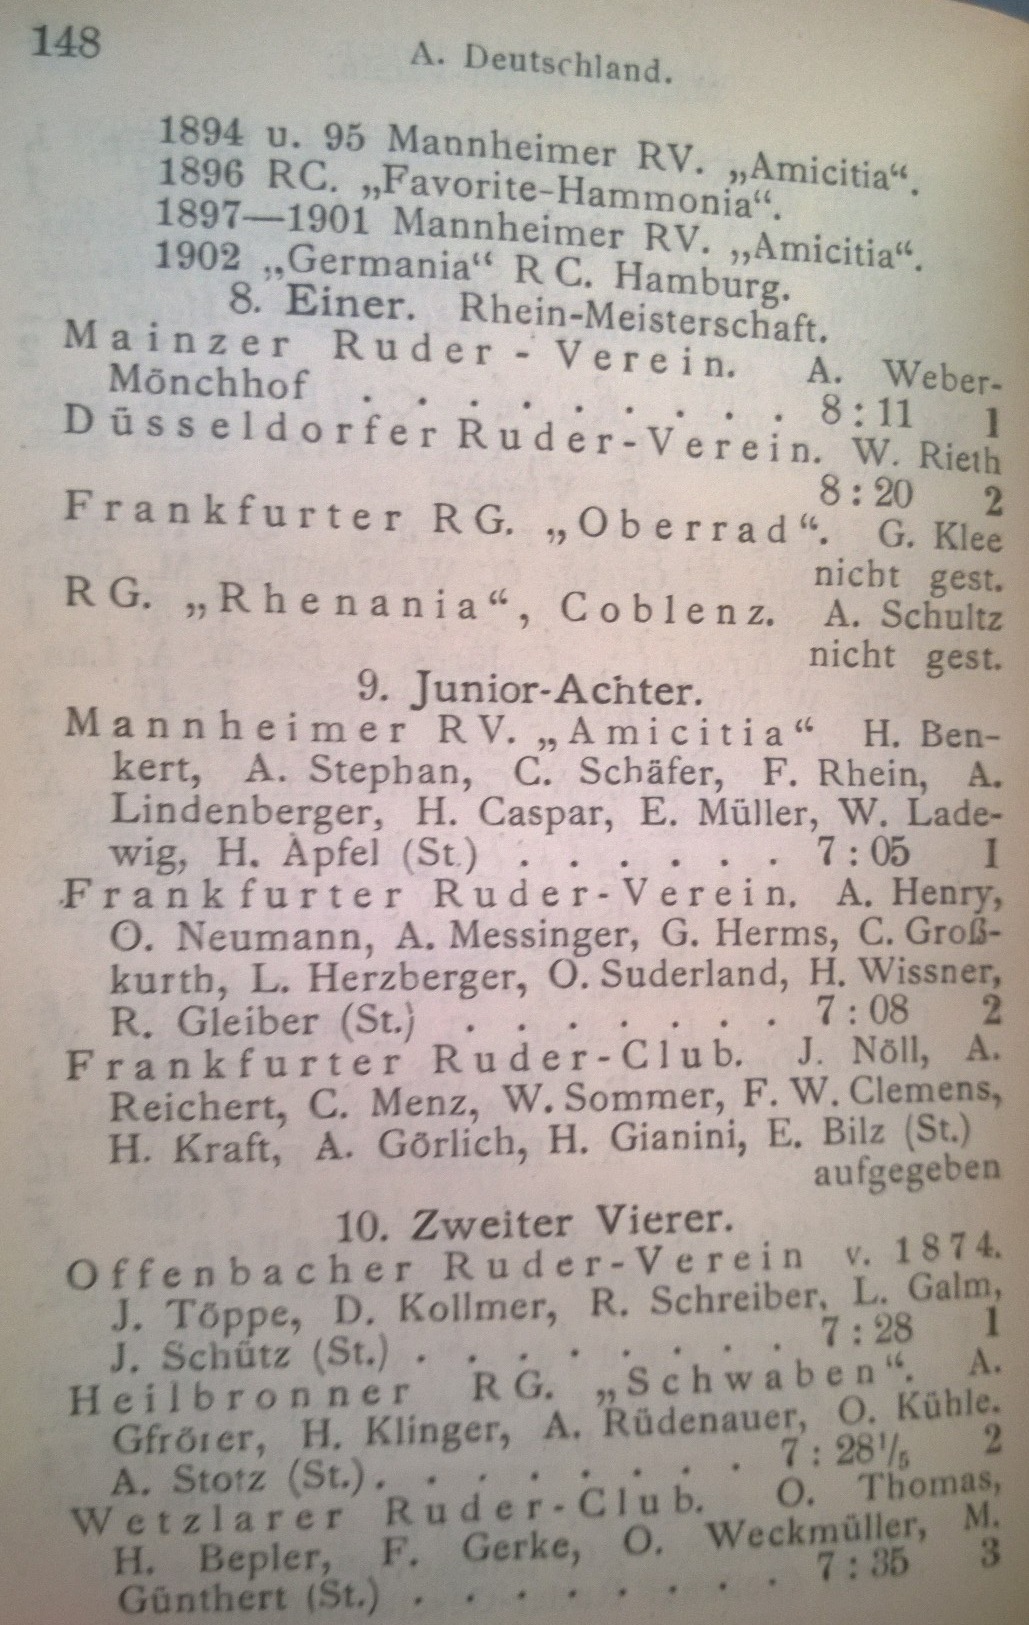 148
A. Deutschland.
1894 u. 95 Mannheimer RV. „Amicitia“.
1896 RC. „Favorite-Hammonia“.
1897—1901 Mannheimer RV. „Amicitia“.
1902 „Germania“ RC. Hamburg.
8. Einer. Rhein-Meisterschaft.
Mainzer Ruder-Verein. A. Weber-
Mönchhof . . . . . . . . . 8:11 1
Düsseldorfer Ruder-Verein. W. Rieth
8:20 2
Frankfurter RG. „Oberrad“. G. Klee
nicht gest.
RG. „Rhenania“, Coblenz. A. Schultz
nicht gest.
9. Junior-Achter.
Mannheimer RV. „Amicitia“ H. Ben-
kert, A. Stephan, C. Schäfer, F. Rhein, A.
Lindenberger, H. Caspar, E. Müller, W. Lade-
wig, H. Apfel (St.) . . . . . . 7:05 1
Frankfurter Ruder-Verein. A. Henry,
O. Neumann, A. Messinger, G. Herms, C. Groß-
kurth, L. Herzberger, O. Suderland, H. Wissner,
R. Gleiber (St.) . . . . . . . 7:08 2
Frankfurter Ruder-Club. J. Nöll, A.
Reichert, C. Menz, W. Sommer, F. W. Clemens,
H. Kraft, A. Görlich, H. Gianini, E. Bilz (St.)
aufgegeben
10. Zweiter Vierer.
Offenbacher Ruder-Verein v. 1874.
J. Töppe, D. Kollmer, R. Schreiber, L. Galm,
J. Schütz (St.) . . . . . . . . 7:28 1
Heilbronner RG. „Schwaben“. A.
Gfrörer, H. Klinger, A. Rüdenauer, O. Kühle.
A. Stotz (St.) . . . . . . . . 7:28 1/5 2
Wetzlarer Ruder-Club. O. Thomas,
H. Bepler, F. Gerke, O. Weckmüller, M.
Günthert (St.) . . . . . . . . 7:35 3